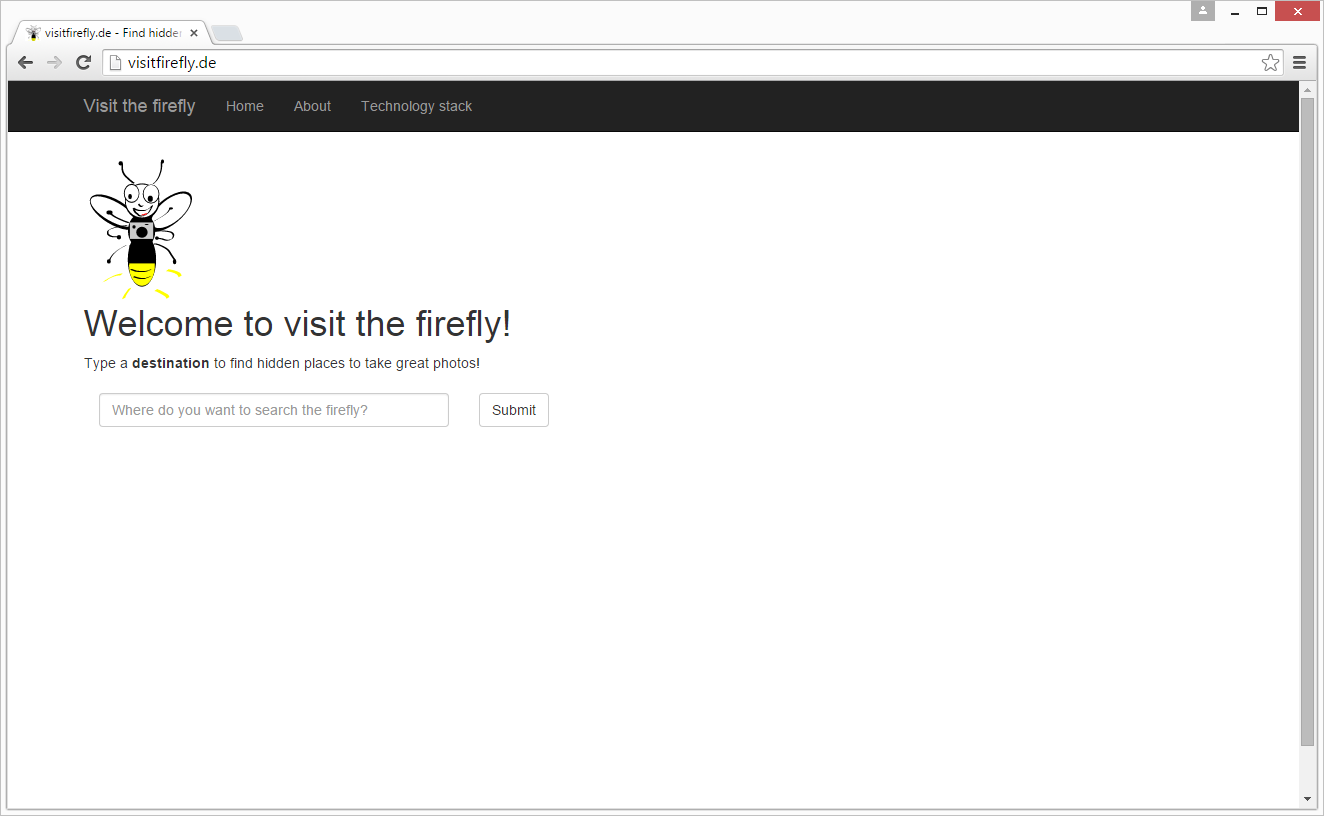 visitfirefly.de - Find hidde
visitfirefly.de
Visit the firefly Home About Technology stack
Welcome to visit the firefly!
Type a destination to find hidden places to take great photos!
Where do you want to search the firefly? Submit